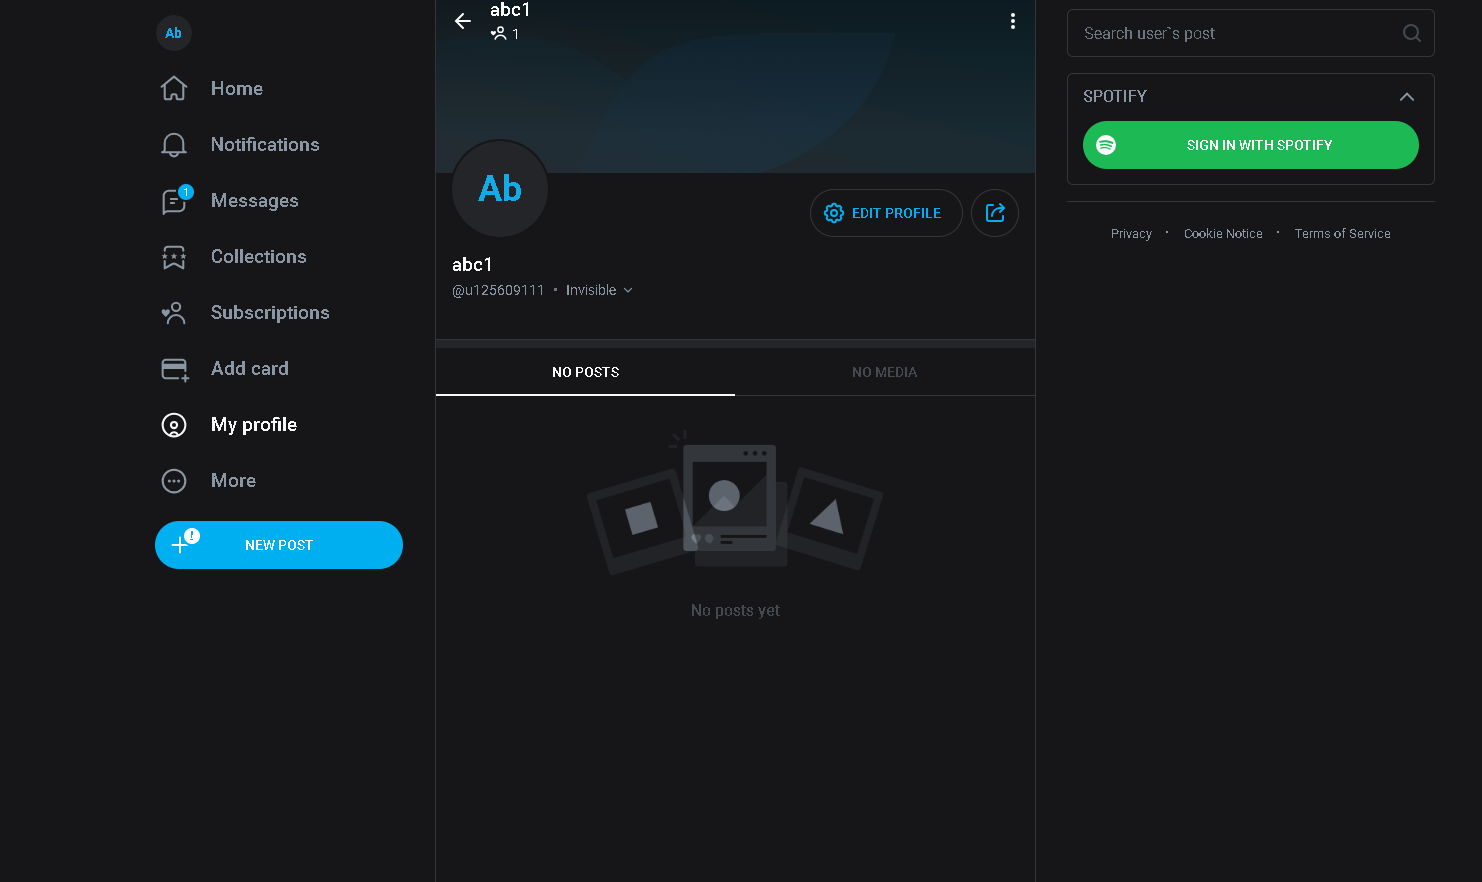 Ab
Home
Notifications
1
Messages
Collections
Subscriptions
Add card
My profile
More
!
NEW POST
abc1
1
Ab
EDIT PROFILE
abc1
@u125609111 • Invisible
NO POSTS
NO MEDIA
No posts yet
Search user`s post
SPOTIFY
SIGN IN WITH SPOTIFY
Privacy · Cookie Notice · Terms of Service